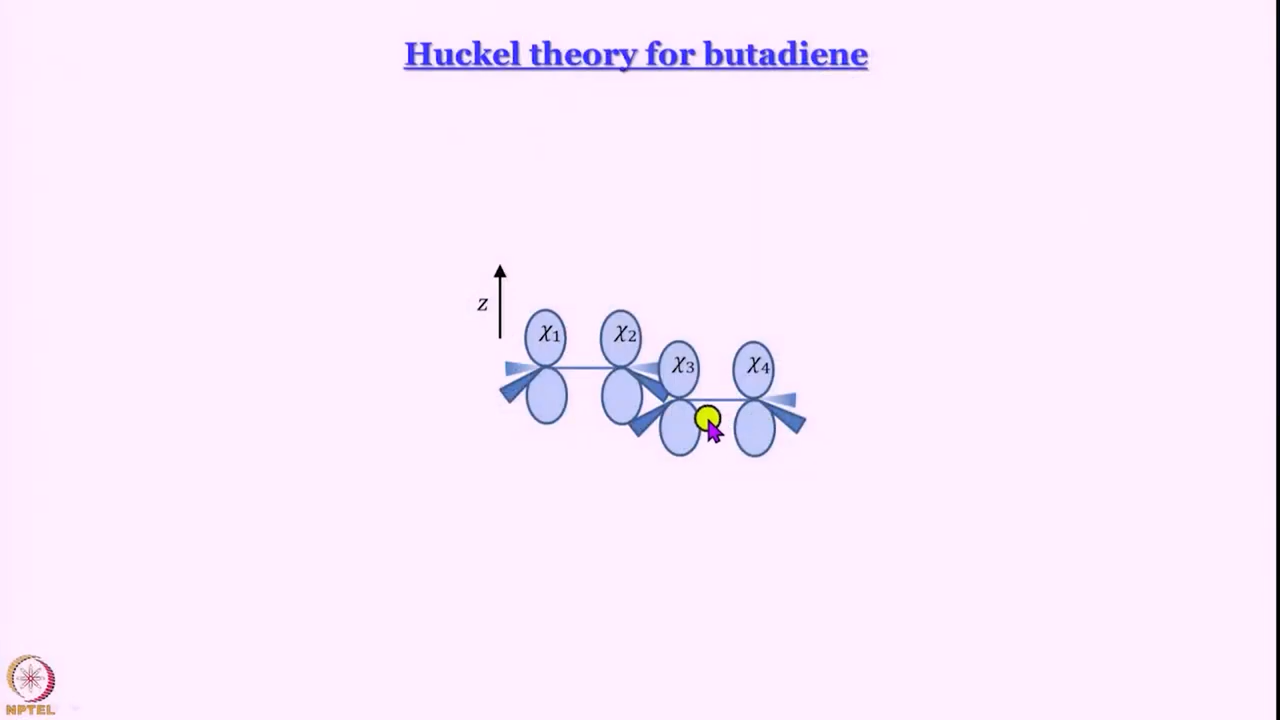 Huckel theory for butadiene
z
χ1 χ2
χ3 χ4
NPTEL